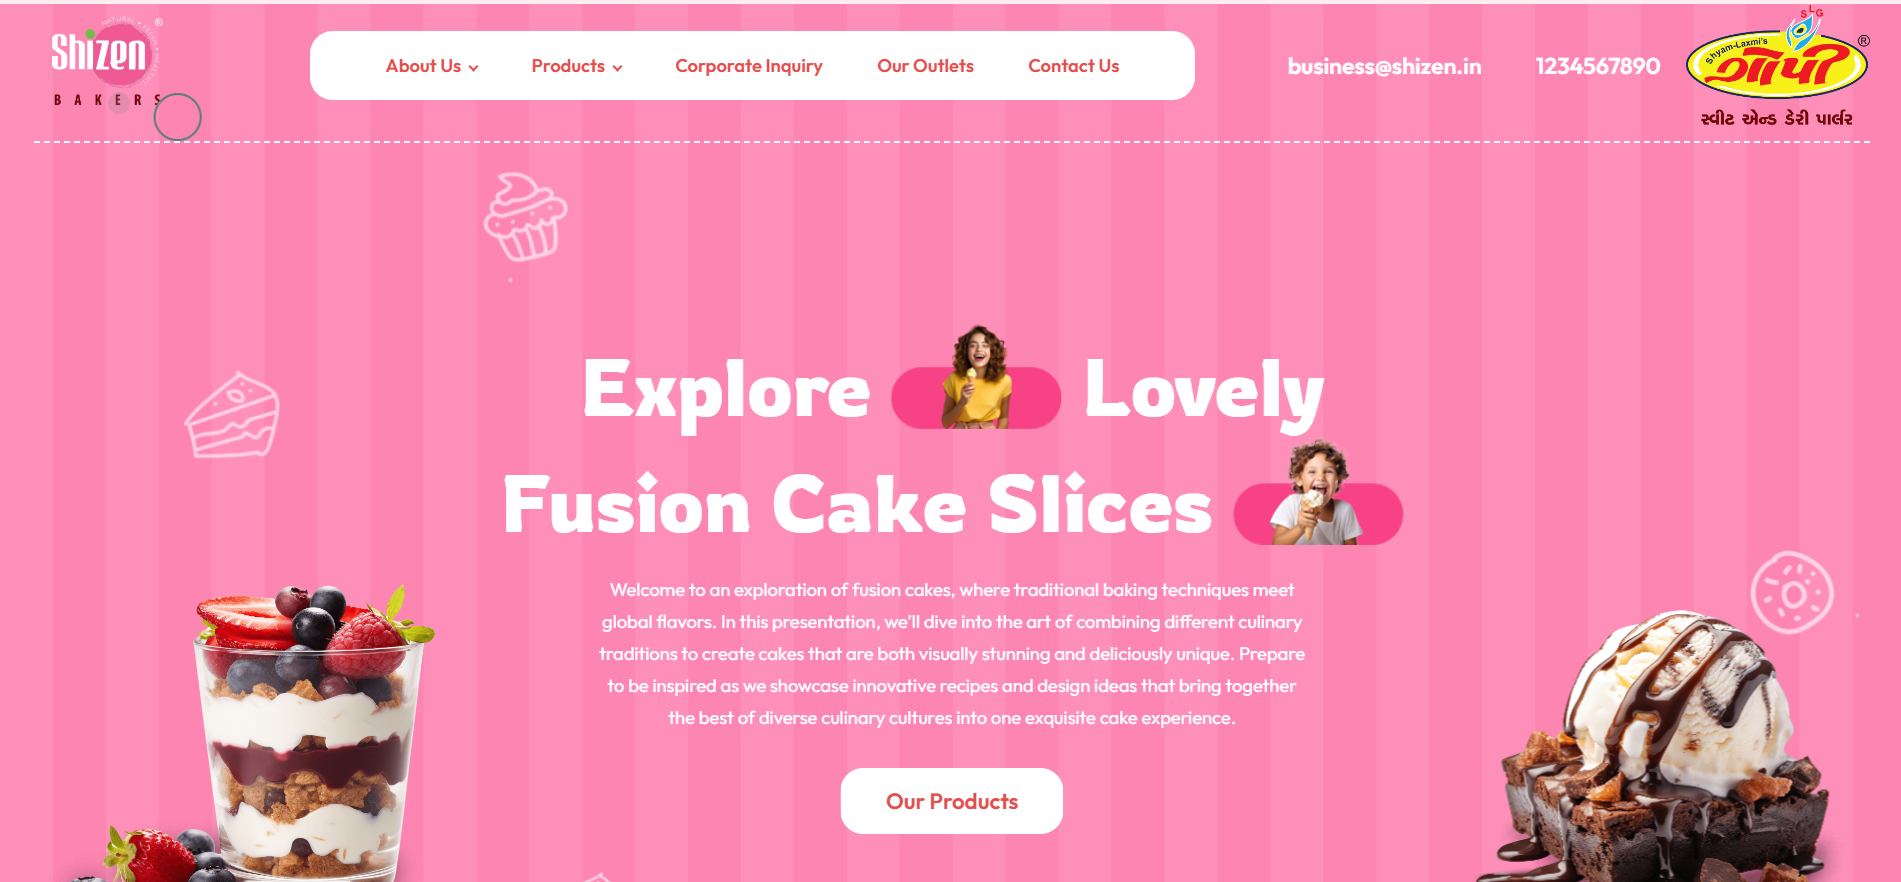 NATURAL • FRESH • HEALTHY
®
Shizen
BAKERS
About Us
Products
Corporate Inquiry
Our Outlets
Contact Us
business@shizen.in
1234567890
SLG
Shyam-Laxmi's
ગોપી
®
સ્વીટ એન્ડ ડેરી પાર્લર
Explore Lovely
Fusion Cake Slices
Welcome to an exploration of fusion cakes, where traditional baking techniques meet
global flavors. In this presentation, we'll dive into the art of combining different culinary
traditions to create cakes that are both visually stunning and deliciously unique. Prepare
to be inspired as we showcase innovative recipes and design ideas that bring together
the best of diverse culinary cultures into one exquisite cake experience.
Our Products